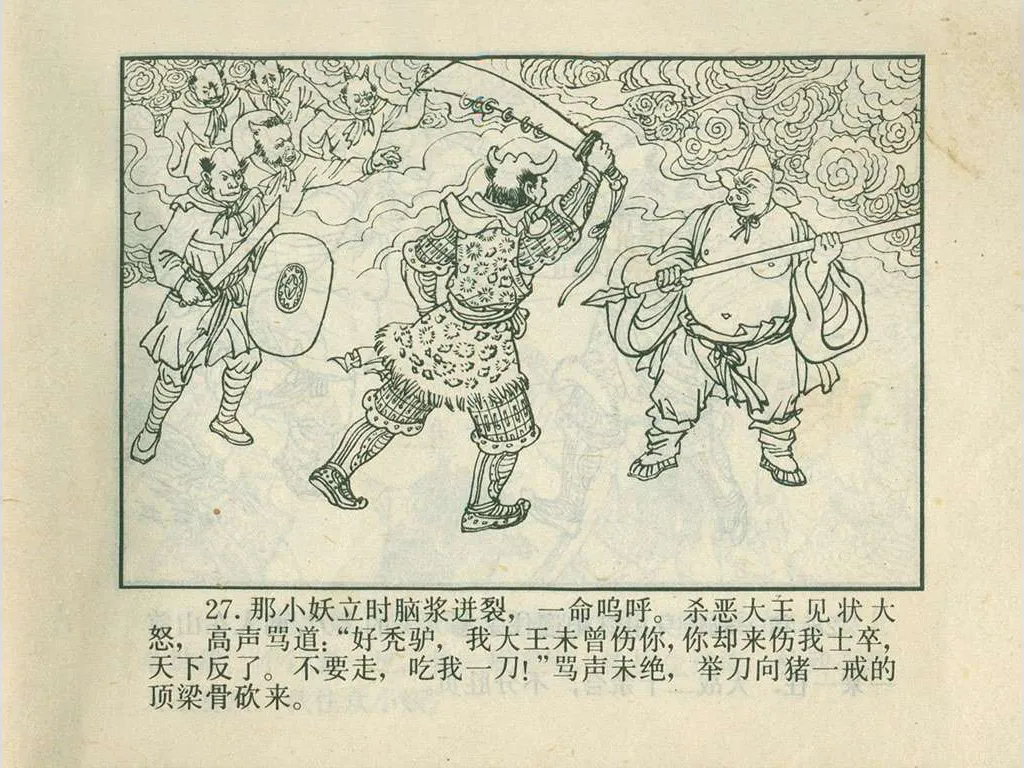 27. 那小妖立时脑浆迸裂，一命呜呼。杀恶大王见状大
怒，高声骂道：“好秃驴，我大王未曾伤你，你却来伤我士卒，
天下反了。不要走，吃我一刀！”骂声未绝，举刀向猪一戒的
顶梁骨砍来。